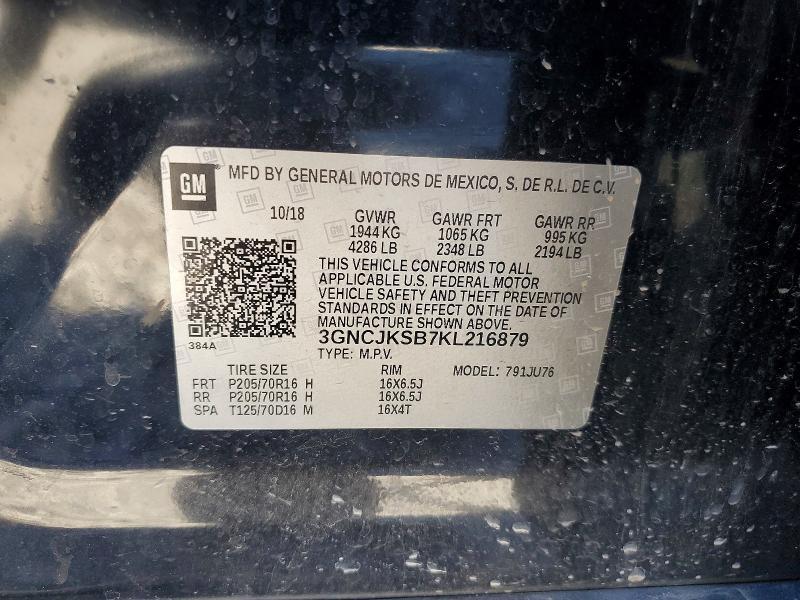 GM
MFD BY GENERAL MOTORS DE MEXICO, S. DE R.L. DE C.V.
10/18 GVWR GAWR FRT GAWR RR
1944 KG 1065 KG 995 KG
4286 LB 2348 LB 2194 LB
THIS VEHICLE CONFORMS TO ALL
APPLICABLE U.S. FEDERAL MOTOR
VEHICLE SAFETY AND THEFT PREVENTION
STANDARDS IN EFFECT ON THE DATE OF
MANUFACTURE SHOWN ABOVE.
3GNCJKSB7KL216879
384A
TYPE: M.P.V.
TIRE SIZE RIM MODEL: 791JU76
FRT P205/70R16 H 16X6.5J
RR P205/70R16 H 16X6.5J
SPA T125/70D16 M 16X4T